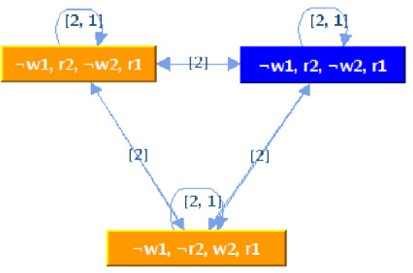 [2, 1]
[2, 1]
¬w1, r2, ¬w2, r1
[2]
¬w1, r2, ¬w2, r1
[2]
[2]
[2, 1]
¬w1, ¬r2, w2, r1